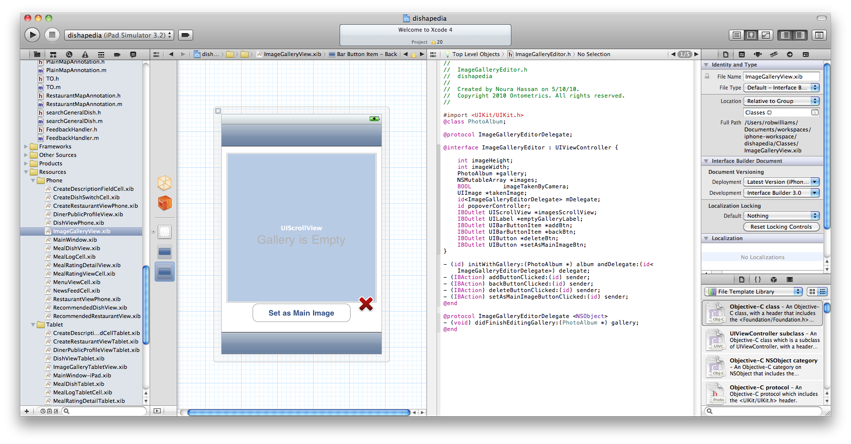 dishapedia
dishapedia (iPad Simulator 3.2)
Welcome to Xcode 4
Project 20
dish...
ImageGalleryView.xib
Bar Button Item - Back
Top Level Objects
ImageGalleryEditor.h
No Selection
PlainMapAnnotation.h
PlainMapAnnotation.m
TO.h
TO.m
RestaurantMapAnnotation.h
RestaurantMapAnnotation.m
searchGeneralDish.h
searchGeneralDish.m
FeedbackHandler.h
FeedbackHandler.m
Frameworks
Other Sources
Products
Resources
Phone
CreateDescriptionFieldCell.xib
CreateDishSwitchCell.xib
CreateRestaurantViewPhone.xib
DinerPublicProfileView.xib
DishViewPhone.xib
ImageGalleryView.xib
MainWindow.xib
MealDishView.xib
MealLogCell.xib
MealRatingDetailView.xib
MealRatingViewCell.xib
MenuViewCell.xib
NewsFeedCell.xib
RestaurantViewPhone.xib
RecommendedDishView.xib
RecommendedRestaurantView.xib
Tablet
CreateDescripti...dCellTablet.xib
CreateRestaurantViewTablet.xib
DinerPublicProfileViewTablet.xib
DishViewTablet.xib
ImageGalleryTabletView.xib
MainWindow-iPad.xib
MealDishTablet.xib
MealLogTabletCell.xib
MealRatingDetailTablet.xib
UIScrollView
Gallery is Empty
Set as Main Image
//
// ImageGalleryEditor.h
// dishapedia
//
// Created by Noura Hassan on 5/10/10.
// Copyright 2010 Ontometrics. All rights reserved.
//
#import <UIKit/UIKit.h>
@class PhotoAlbum;
@protocol ImageGalleryEditorDelegate;
@interface ImageGalleryEditor : UIViewController {
int imageHeight;
int imageWidth;
PhotoAlbum *gallery;
NSMutableArray *images;
BOOL imageTakenByCamera;
UIImage *takenImage;
id<ImageGalleryEditorDelegate> mDelegate;
id popoverController;
IBOutlet UIScrollView *imagesScrollView;
IBOutlet UILabel *emptyGalleryLabel;
IBOutlet UIBarButtonItem *addBtn;
IBOutlet UIBarButtonItem *backBtn;
IBOutlet UIButton *deleteBtn;
IBOutlet UIButton *setAsMainImageBtn;
}
- (id) initWithGallery:(PhotoAlbum *) album andDelegate:(id<
ImageGalleryEditorDelegate>) delegate;
- (IBAction) addButtonClicked:(id) sender;
- (IBAction) backButtonClicked:(id) sender;
- (IBAction) deleteButtonClicked:(id) sender;
- (IBAction) setAsMainImageButtonClicked:(id) sender;
@end
@protocol ImageGalleryEditorDelegate <NSObject>
- (void) didFinishEditingGallery:(PhotoAlbum *) gallery;
@end
Identity and Type
File Name ImageGalleryView.xib
File Type Default - Interface B...
Location Relative to Group
Classes
Full Path /Users/robwilliams/
Documents/workspaces/
iphone-workspace/
dishapedia/Classes/
ImageGalleryView.xib
Interface Builder Document
Document Versioning
Deployment Latest Version (iPhon...
Development Interface Builder 3.0
Localization Locking
Default Nothing
Reset Locking Controls
Localization
No Localizations
File Template Library
Objective-C class - An Objective-C class, with a header that includes the <Foundation/Foundation.h>...
UIViewController subclass - An Objective-C class which is a subclass of UIViewController, with a header...
Objective-C NSObject category - An Objective-C category on NSObject that includes the...
Objective-C protocol - An Objective-C protocol which includes the <UIKit/UIKit.h> header.